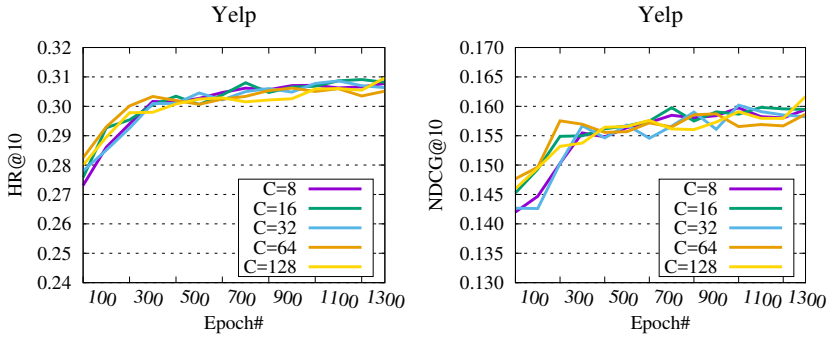 Yelp
HR@10
0.32
0.31
0.30
0.29
0.28
0.27
0.26
0.25
0.24
C=8
C=16
C=32
C=64
C=128
100 300 500 700 900 1100 1300
Epoch#
Yelp
NDCG@10
0.170
0.165
0.160
0.155
0.150
0.145
0.140
0.135
0.130
C=8
C=16
C=32
C=64
C=128
100 300 500 700 900 1100 1300
Epoch#